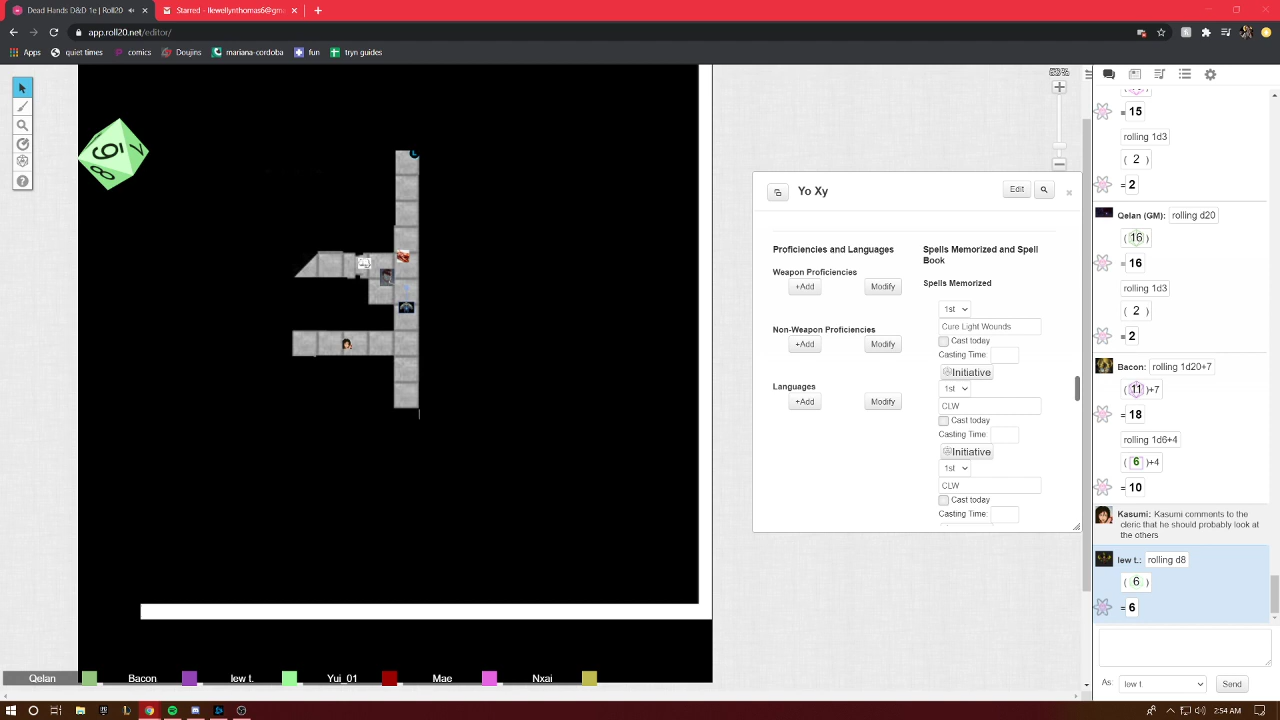 Dead Hands D&D 1e | Roll20
Starred - llewellynthomas6@gm
app.roll20.net/editor/
Apps
quiet times
comics
Doujins
mariana-cordoba
fun
tryn guides
Yo Xy
Edit
Proficiencies and Languages
Weapon Proficiencies
+Add
Modify
Non-Weapon Proficiencies
+Add
Modify
Languages
+Add
Modify
Spells Memorized and Spell
Book
Spells Memorized
1st
Cure Light Wounds
Cast today
Casting Time:
Initiative
1st
CLW
Cast today
Casting Time:
Initiative
1st
CLW
Cast today
Casting Time:
=15
rolling 1d3
(2)
=2
Qelan (GM): rolling d20
(16)
=16
rolling 1d3
(2)
=2
Bacon: rolling 1d20+7
(11)+7
=18
rolling 1d6+4
(6)+4
=10
Kasumi: Kasumi comments to the
cleric that he should probably look at
the others
lew t.: rolling d8
(6)
=6
As: lew t. Send
9
7
8
Qelan
Bacon
lew t.
Yui_01
Mae
Nxai
2:54 AM